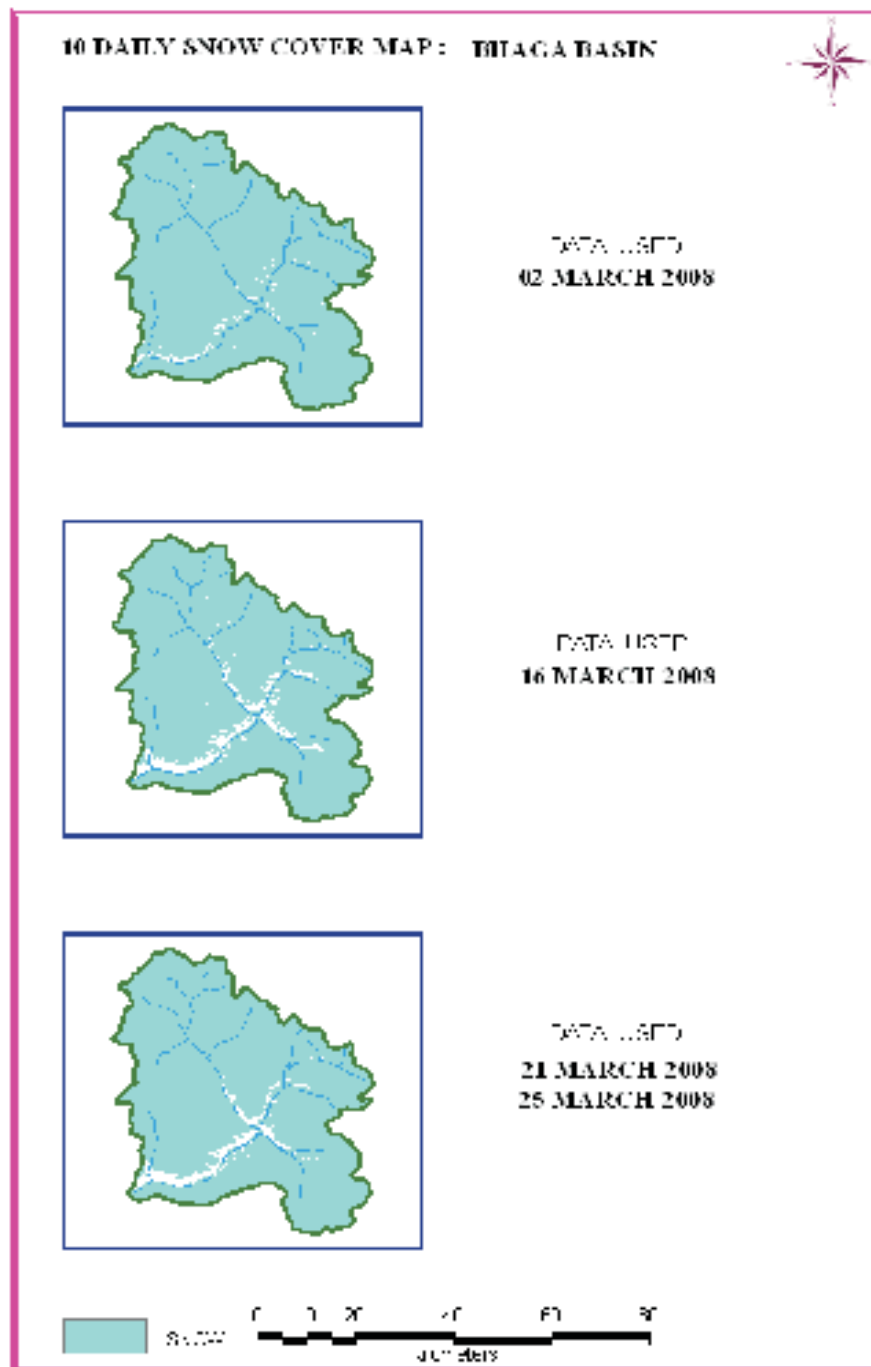 10 DAILY SNOW COVER MAP : BHAGA BASIN
DATA USED
02 MARCH 2008
DATA USED
16 MARCH 2008
DATA USED
21 MARCH 2008
25 MARCH 2008
0 20 40 60 80
SNOW
Kilometers